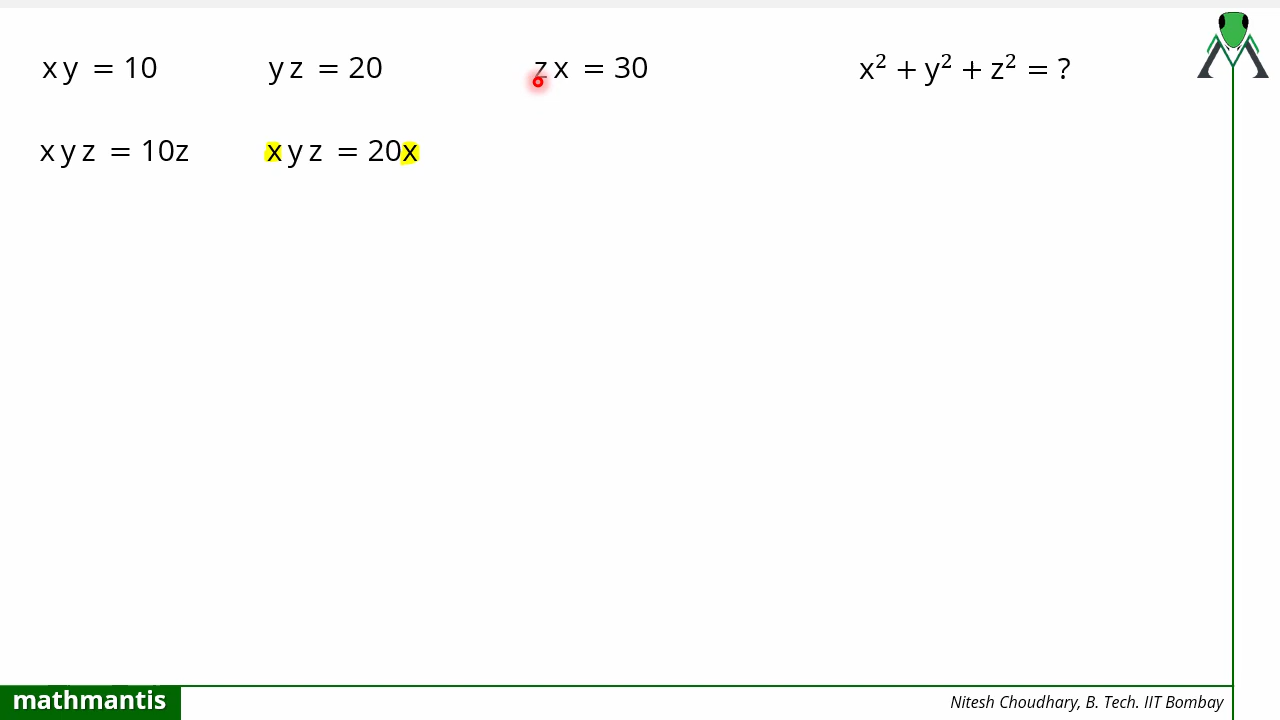 x y = 10 y z = 20 z x = 30 x² + y² + z² = ?
x y z = 10z x y z = 20x
mathmantis Nitesh Choudhary, B. Tech. IIT Bombay